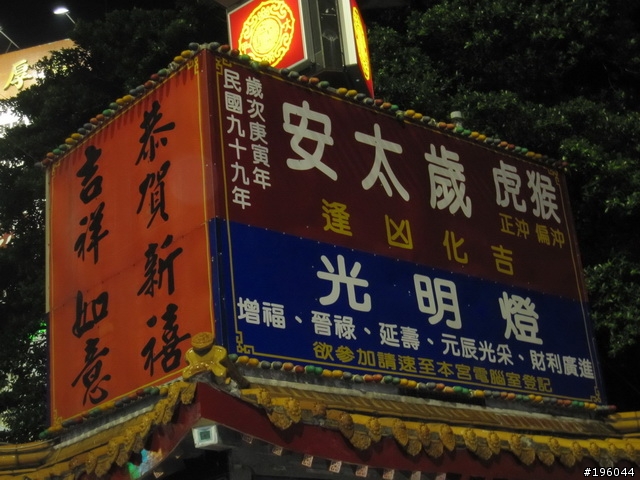 恭賀新禧
吉祥如意
民國九十九年
歲次庚寅年
安太歲
虎 猴
正沖 偏沖
逢凶化吉
光明燈
增福、晉祿、延壽、元辰光采、財利廣進
欲參加請速至本宮電腦室登記
厚
#196044